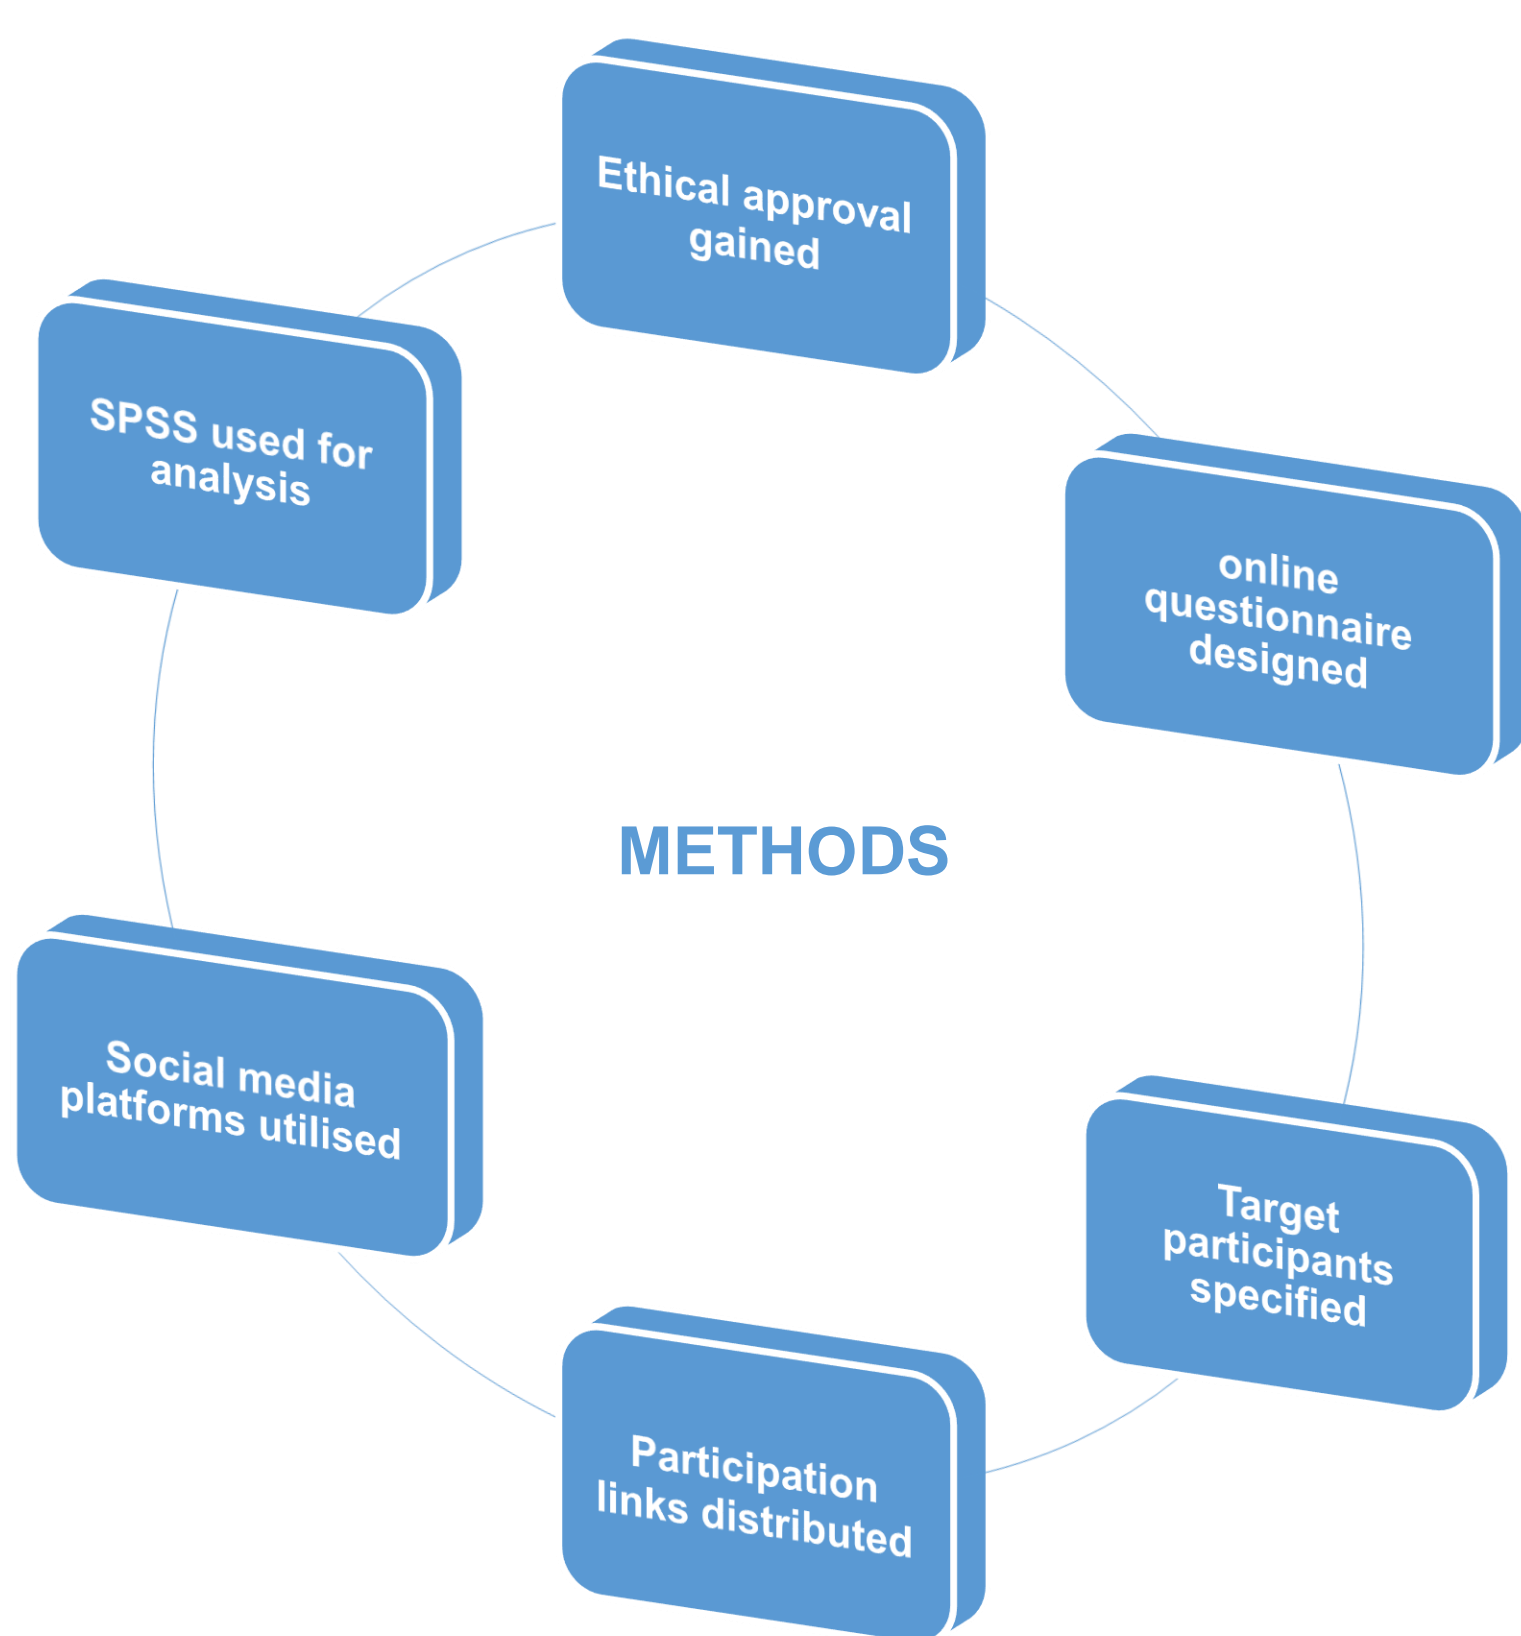 Ethical approval
gained
online
questionnaire
designed
Target
participants
specified
Participation
links distributed
Social media
platforms utilised
SPSS used for
analysis
METHODS